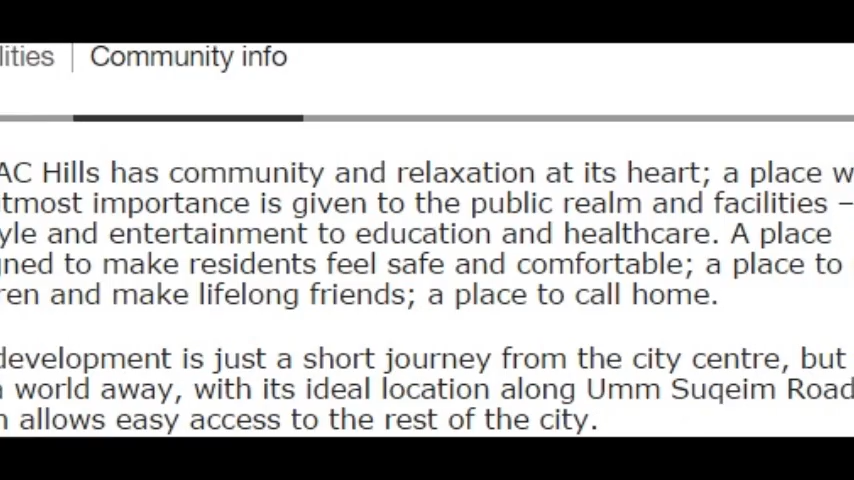 lities | Community info
AC Hills has community and relaxation at its heart; a place w
tmost importance is given to the public realm and facilities –
yle and entertainment to education and healthcare. A place
gned to make residents feel safe and comfortable; a place to
ren and make lifelong friends; a place to call home.
development is just a short journey from the city centre, but
world away, with its ideal location along Umm Suqeim Road
allows easy access to the rest of the city.